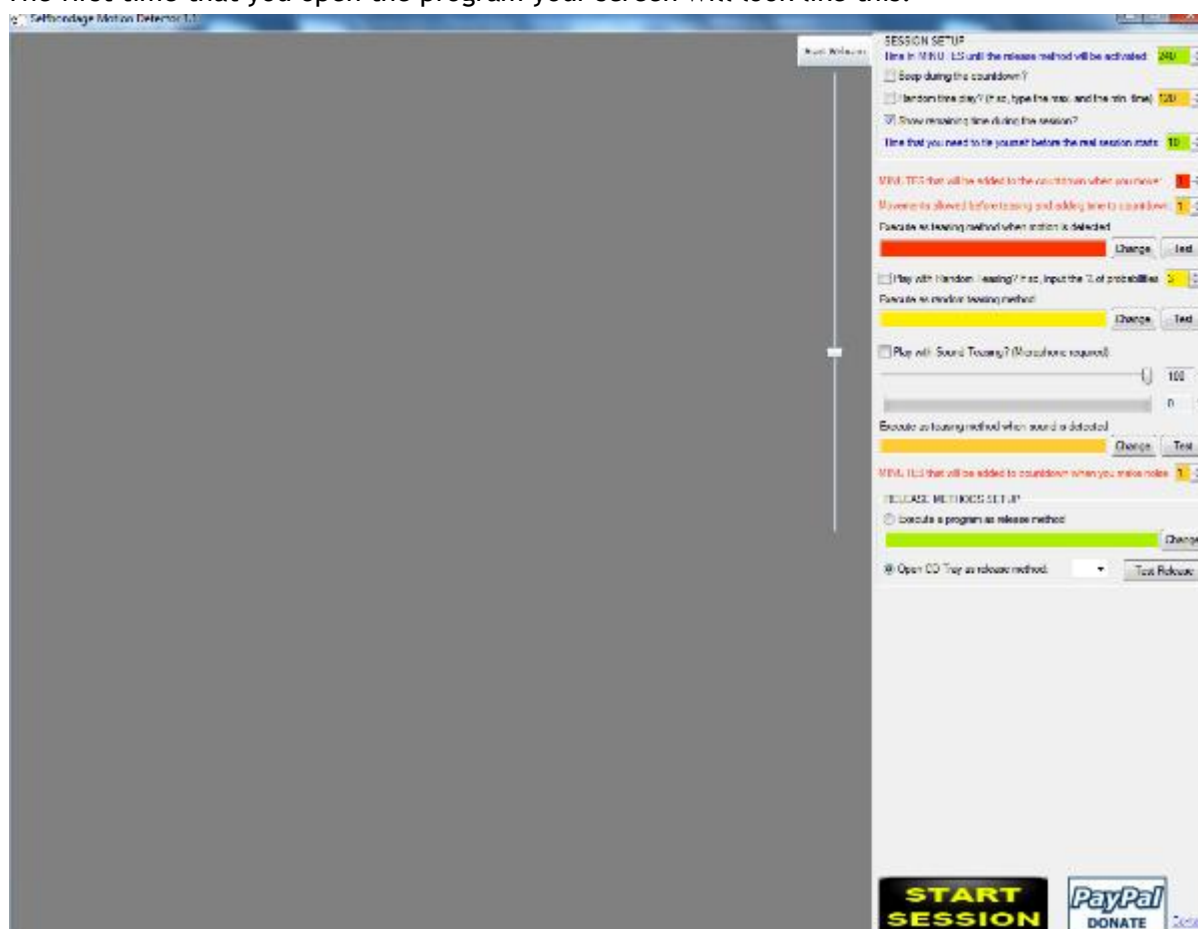 The first time that you open the program your screen will look like this:
Selfbondage Motion Detector 1.1
Start Webcam
SESSION SETUP
Time in MINUTES until the release method will be activated: 240
Beep during the countdown?
Random time play? (If so, type the max. and the min. time) 120
Show remaining time during the session?
Time that you need to tie yourself before the real session starts: 10
MINUTES that will be added to the countdown when you move: 1
Movements allowed before teasing and adding time to countdown: 1
Execute as teasing method when motion is detected
Change Test
Play with Random Teasing? If so, input the % of probabilities 5
Execute as random teasing method
Change Test
Play with Sound Teasing? (Microphone required)
100
0
Execute as teasing method when sound is detected
Change Test
MINUTES that will be added to countdown when you make noise 1
RELEASE METHODS SETUP
Execute a program as release method
Change
Open CD Tray as release method: Test Release
START
SESSION
PayPal
DONATE